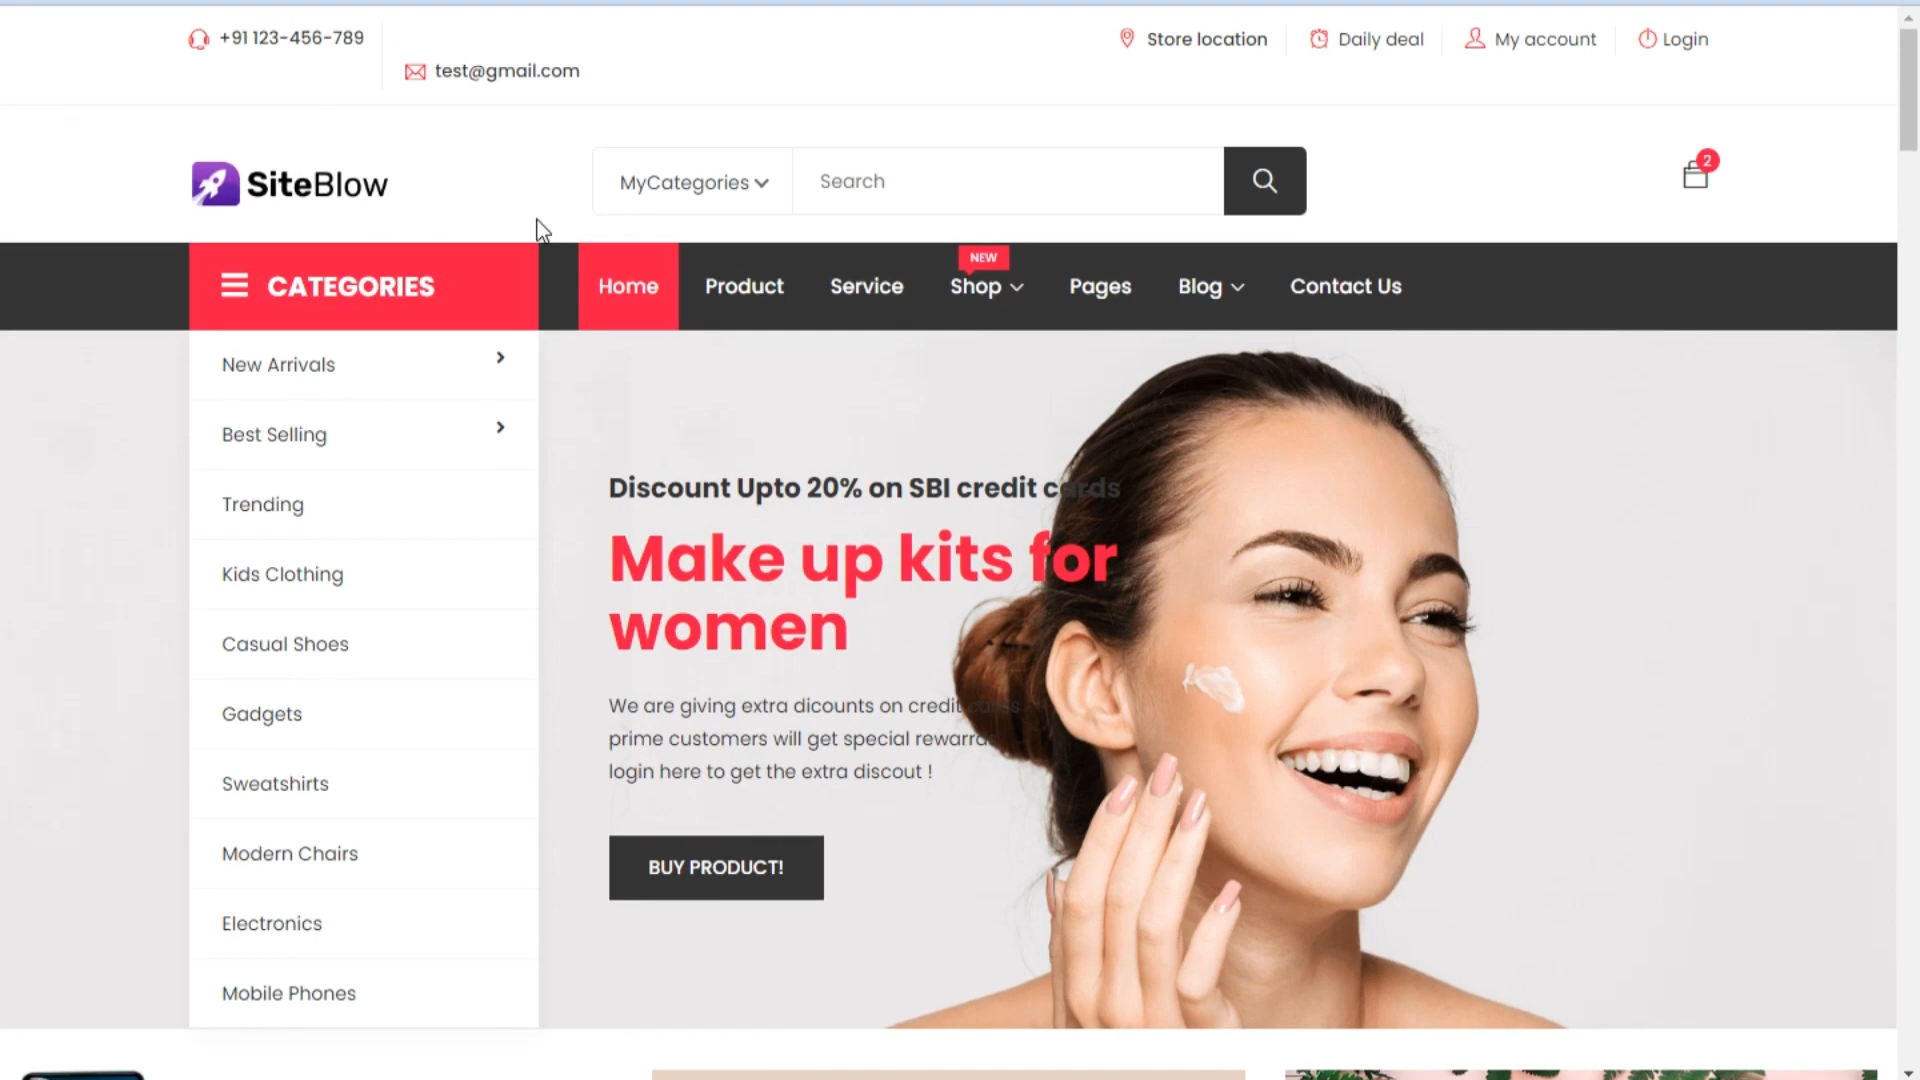 +91 123-456-789
test@gmail.com
Store location
Daily deal
My account
Login
SiteBlow
MyCategories
Search
2
CATEGORIES
Home
Product
Service
NEW
Shop
Pages
Blog
Contact Us
New Arrivals
Best Selling
Trending
Kids Clothing
Casual Shoes
Gadgets
Sweatshirts
Modern Chairs
Electronics
Mobile Phones
Discount Upto 20% on SBI credit cards
Make up kits for
women
We are giving extra dicounts on credit cards
prime customers will get special rewarrd
login here to get the extra discout !
BUY PRODUCT!